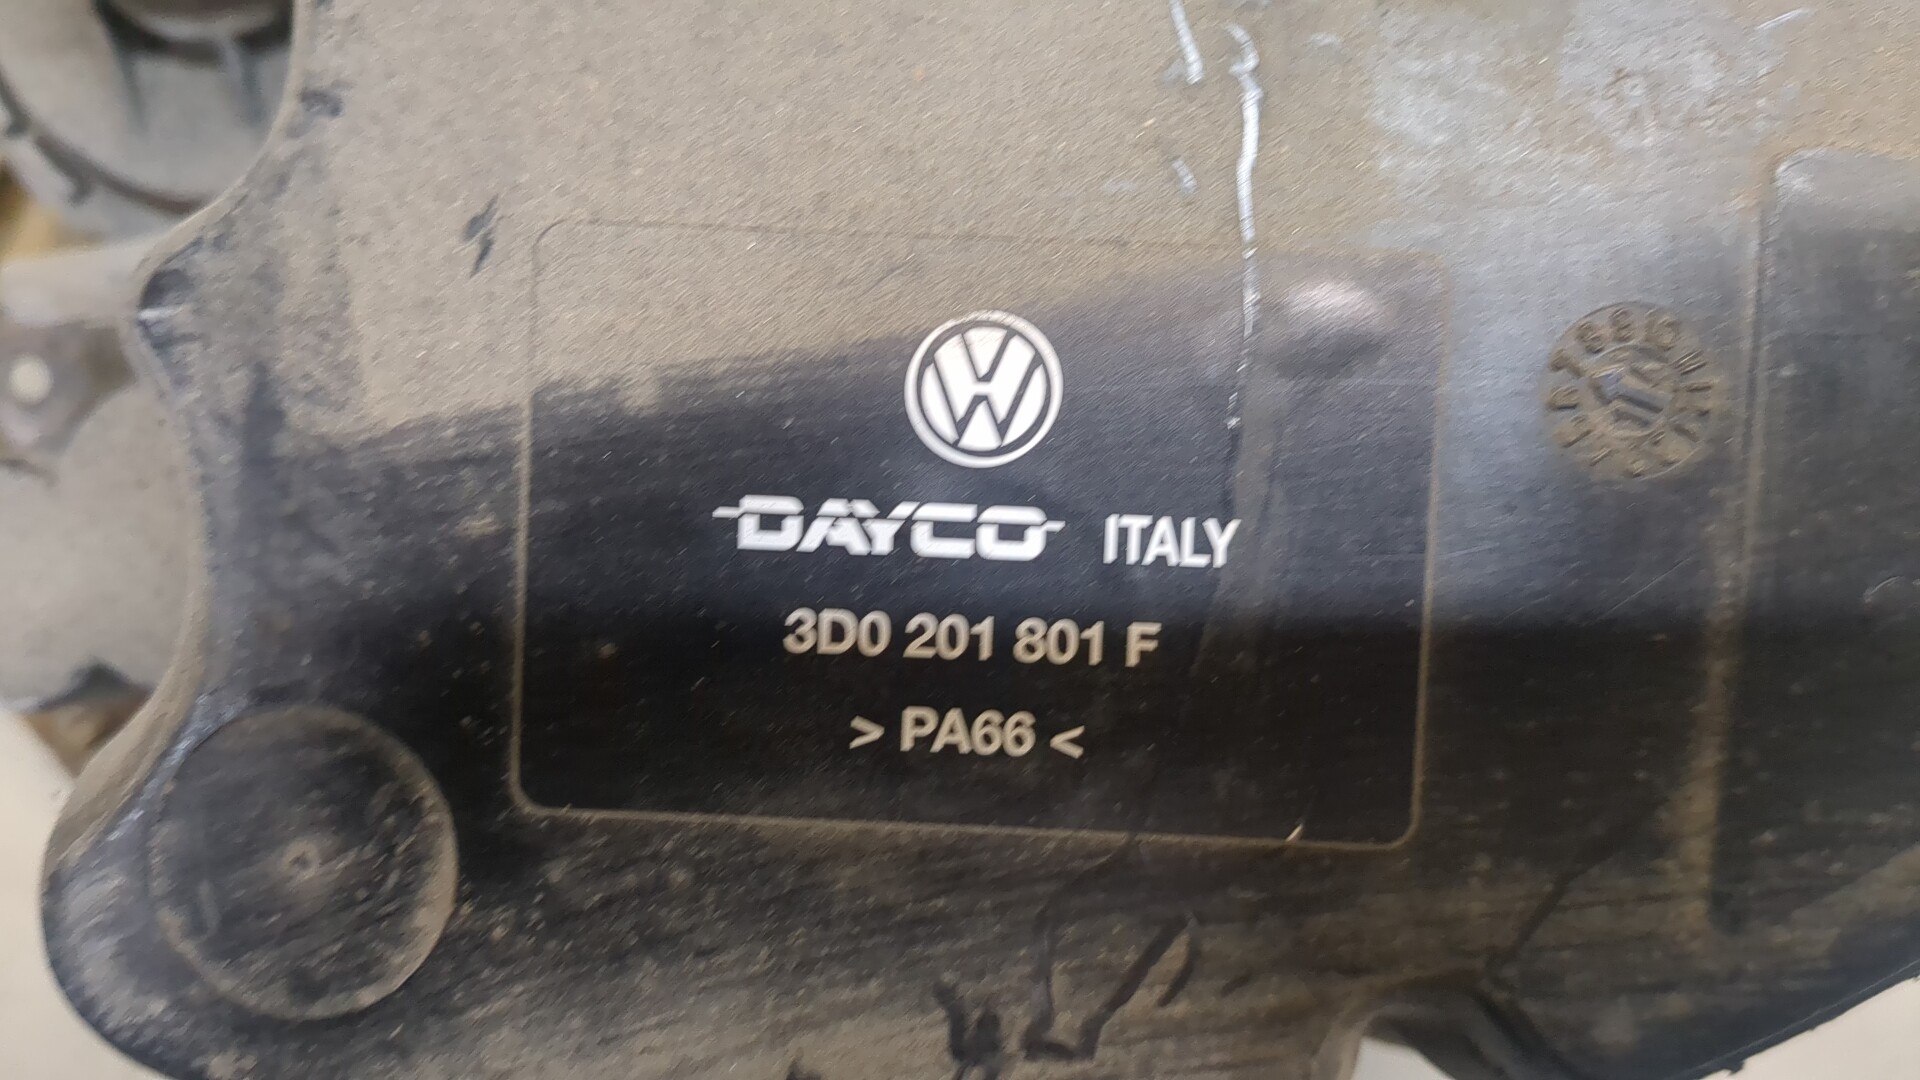 DAYCO ITALY
3D0 201 801 F
> PA66 <